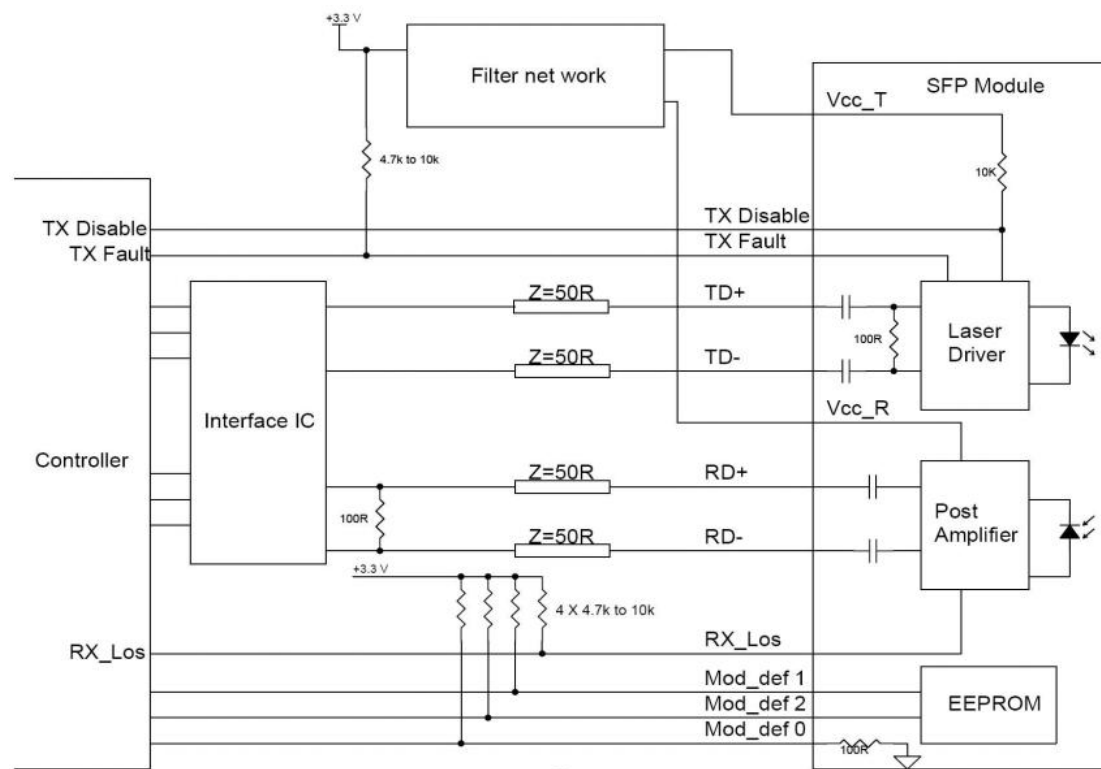 +3.3 V
Filter net work
SFP Module
Vcc_T
4.7k to 10k
10K
TX Disable
TX Disable
TX Fault
TX Fault
Z=50R
TD+
100R
Laser
Driver
Z=50R
TD-
Interface IC
Vcc_R
Controller
Z=50R
RD+
100R
Post
Amplifier
Z=50R
RD-
+3.3 V
4 X 4.7k to 10k
RX_Los
RX_Los
Mod_def 1
Mod_def 2
EEPROM
Mod_def 0
100R